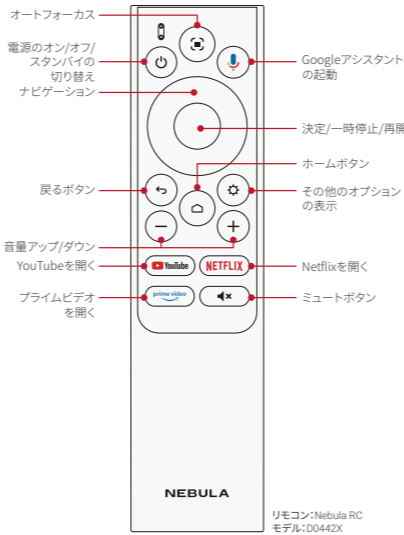 オートフォーカス
電源のオン/オフ/
スタンバイの
切り替え
Googleアシスタント
の起動
ナビゲーション
決定/一時停止/再開
ホームボタン
戻るボタン
その他のオプション
の表示
音量アップ/ダウン
YouTubeを開く
YouTube
NETFLIX
Netflixを開く
プライムビデオ
を開く
prime video
ミュートボタン
NEBULA
リモコン:Nebula RC
モデル:D0442X